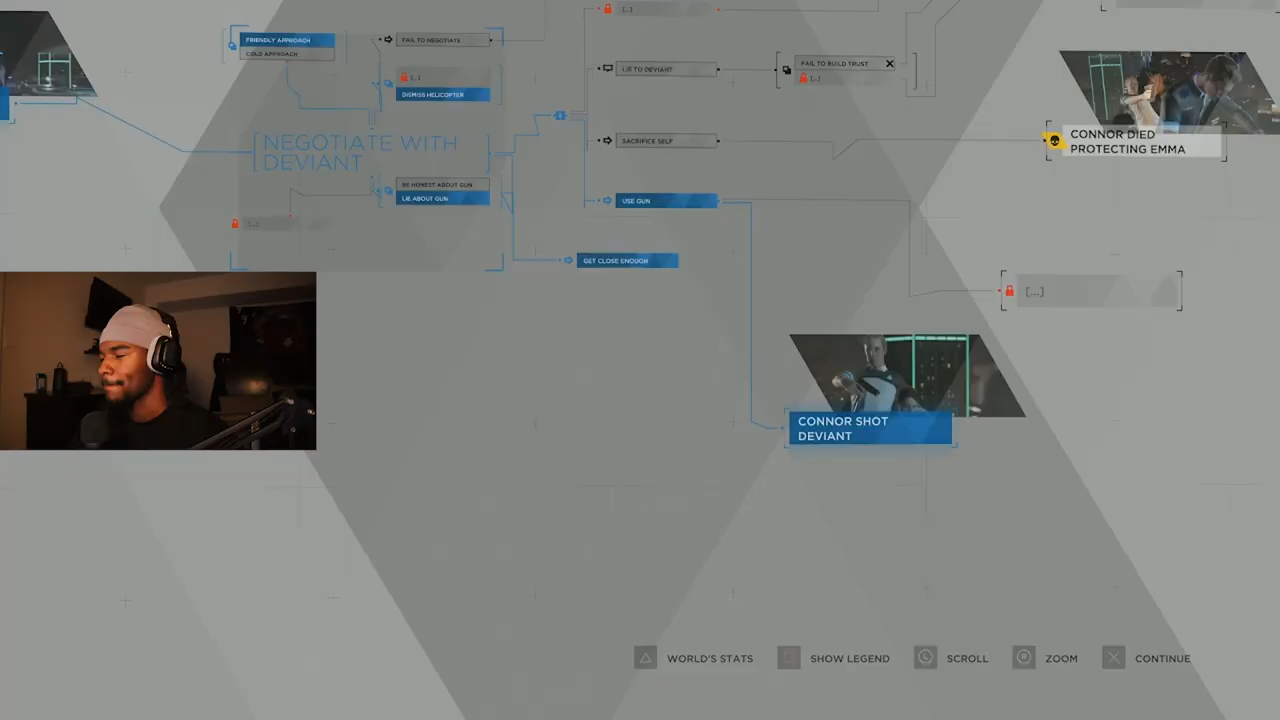 [...]
FRIENDLY APPROACH
COLD APPROACH
FAIL TO NEGOTIATE
[...]
DISMISS HELICOPTER
LIE TO DEVIANT
FAIL TO BUILD TRUST
[...]
NEGOTIATE WITH
DEVIANT
SACRIFICE SELF
CONNOR DIED
PROTECTING EMMA
BE HONEST ABOUT GUN
LIE ABOUT GUN
USE GUN
[...]
GET CLOSE ENOUGH
[...]
CONNOR SHOT
DEVIANT
WORLD'S STATS
SHOW LEGEND
SCROLL
ZOOM
CONTINUE